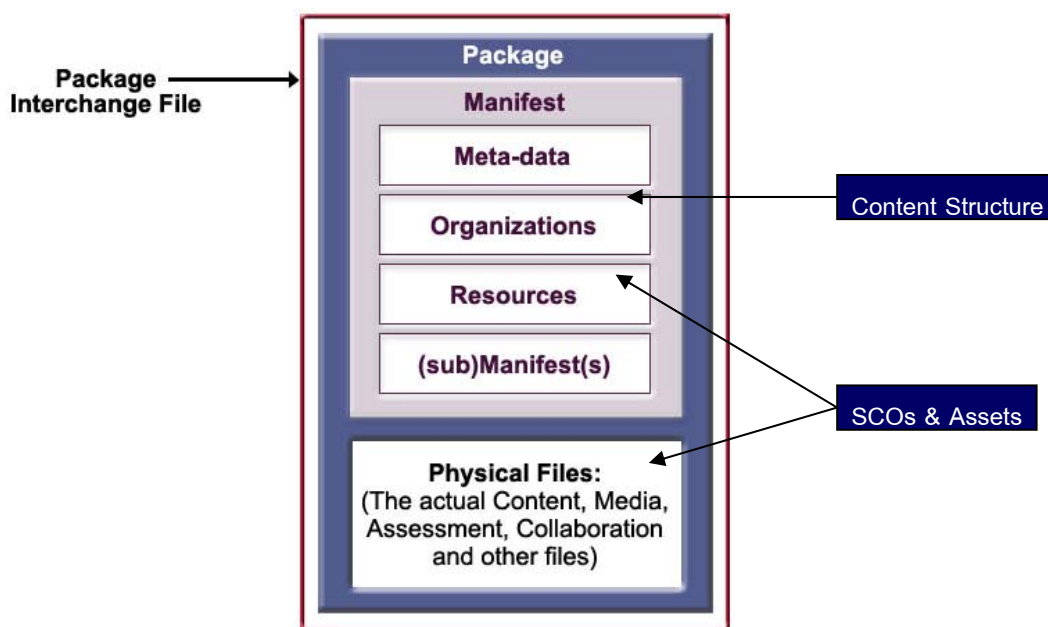 Package
Interchange File
Package
Manifest
Meta-data
Organizations
Resources
(sub)Manifest(s)
Content Structure
SCOs & Assets
Physical Files:
(The actual Content, Media,
Assessment, Collaboration
and other files)